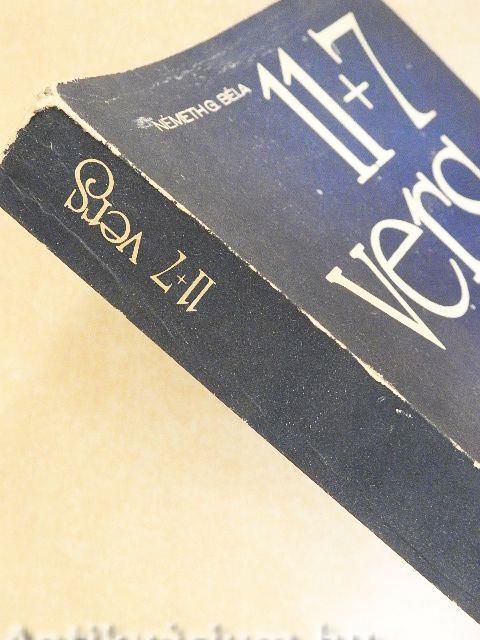 NÉMETH G. BÉLA
11+7
vers
11+7 vers